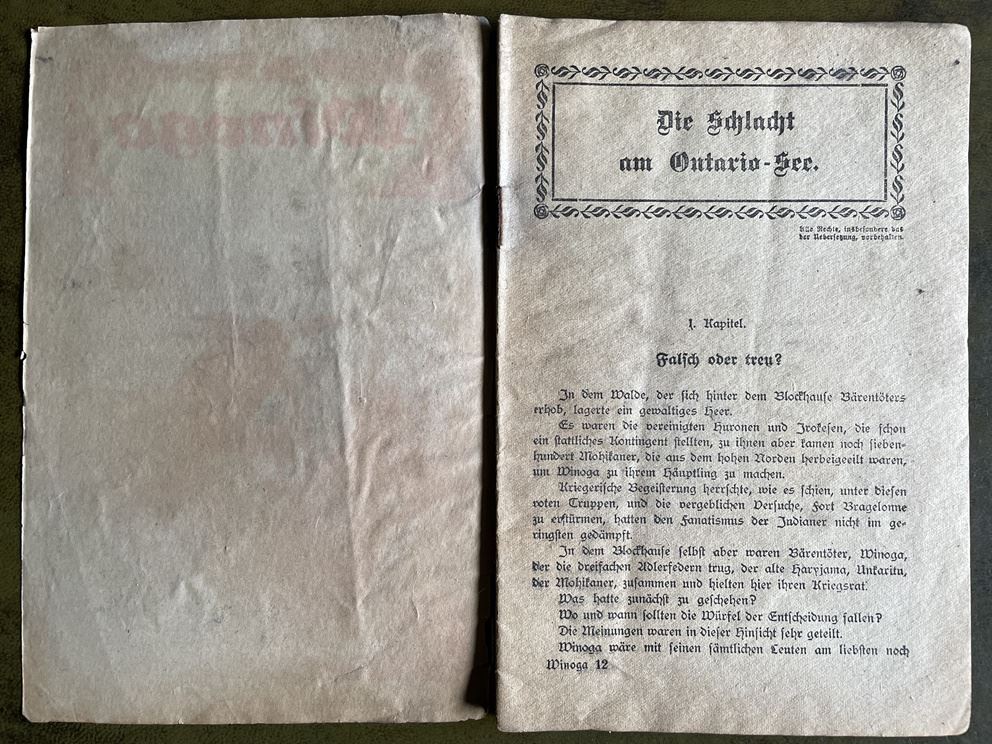 Winoga
Die Schlacht
am Ontario-See.
Alle Rechte, insbesondere das
der Uebersetzung, vorbehalten.
1. Kapitel.
Falsch oder treu?
In dem Walde, der sich hinter dem Blockhause Bärentöters
erhob, lagerte ein gewaltiges Heer.
Es waren die vereinigten Huronen und Irokesen, die schon
ein stattliches Kontingent stellten, zu ihnen aber kamen noch sieben-
hundert Mohikaner, die aus dem hohen Norden herbeigeeilt waren,
um Winoga zu ihrem Häuptling zu machen.
Kriegerische Begeisterung herrschte, wie es schien, unter diesen
roten Truppen, und die vergeblichen Versuche, Fort Bragelonne
zu erstürmen, hatten den Fanatismus der Indianer nicht im ge-
ringsten gedämpft.
In dem Blockhause selbst aber waren Bärentöter, Winoga,
der die dreifachen Adlerfedern trug, der alte Haryjama, Unkaritu,
der Mohikaner, zusammen und hielten hier ihren Kriegsrat.
Was hatte zunächst zu geschehen?
Wo und wann sollten die Würfel der Entscheidung fallen?
Die Meinungen waren in dieser Hinsicht sehr geteilt.
Winoga wäre mit seinen sämtlichen Leuten am liebsten noch
Winoga 12